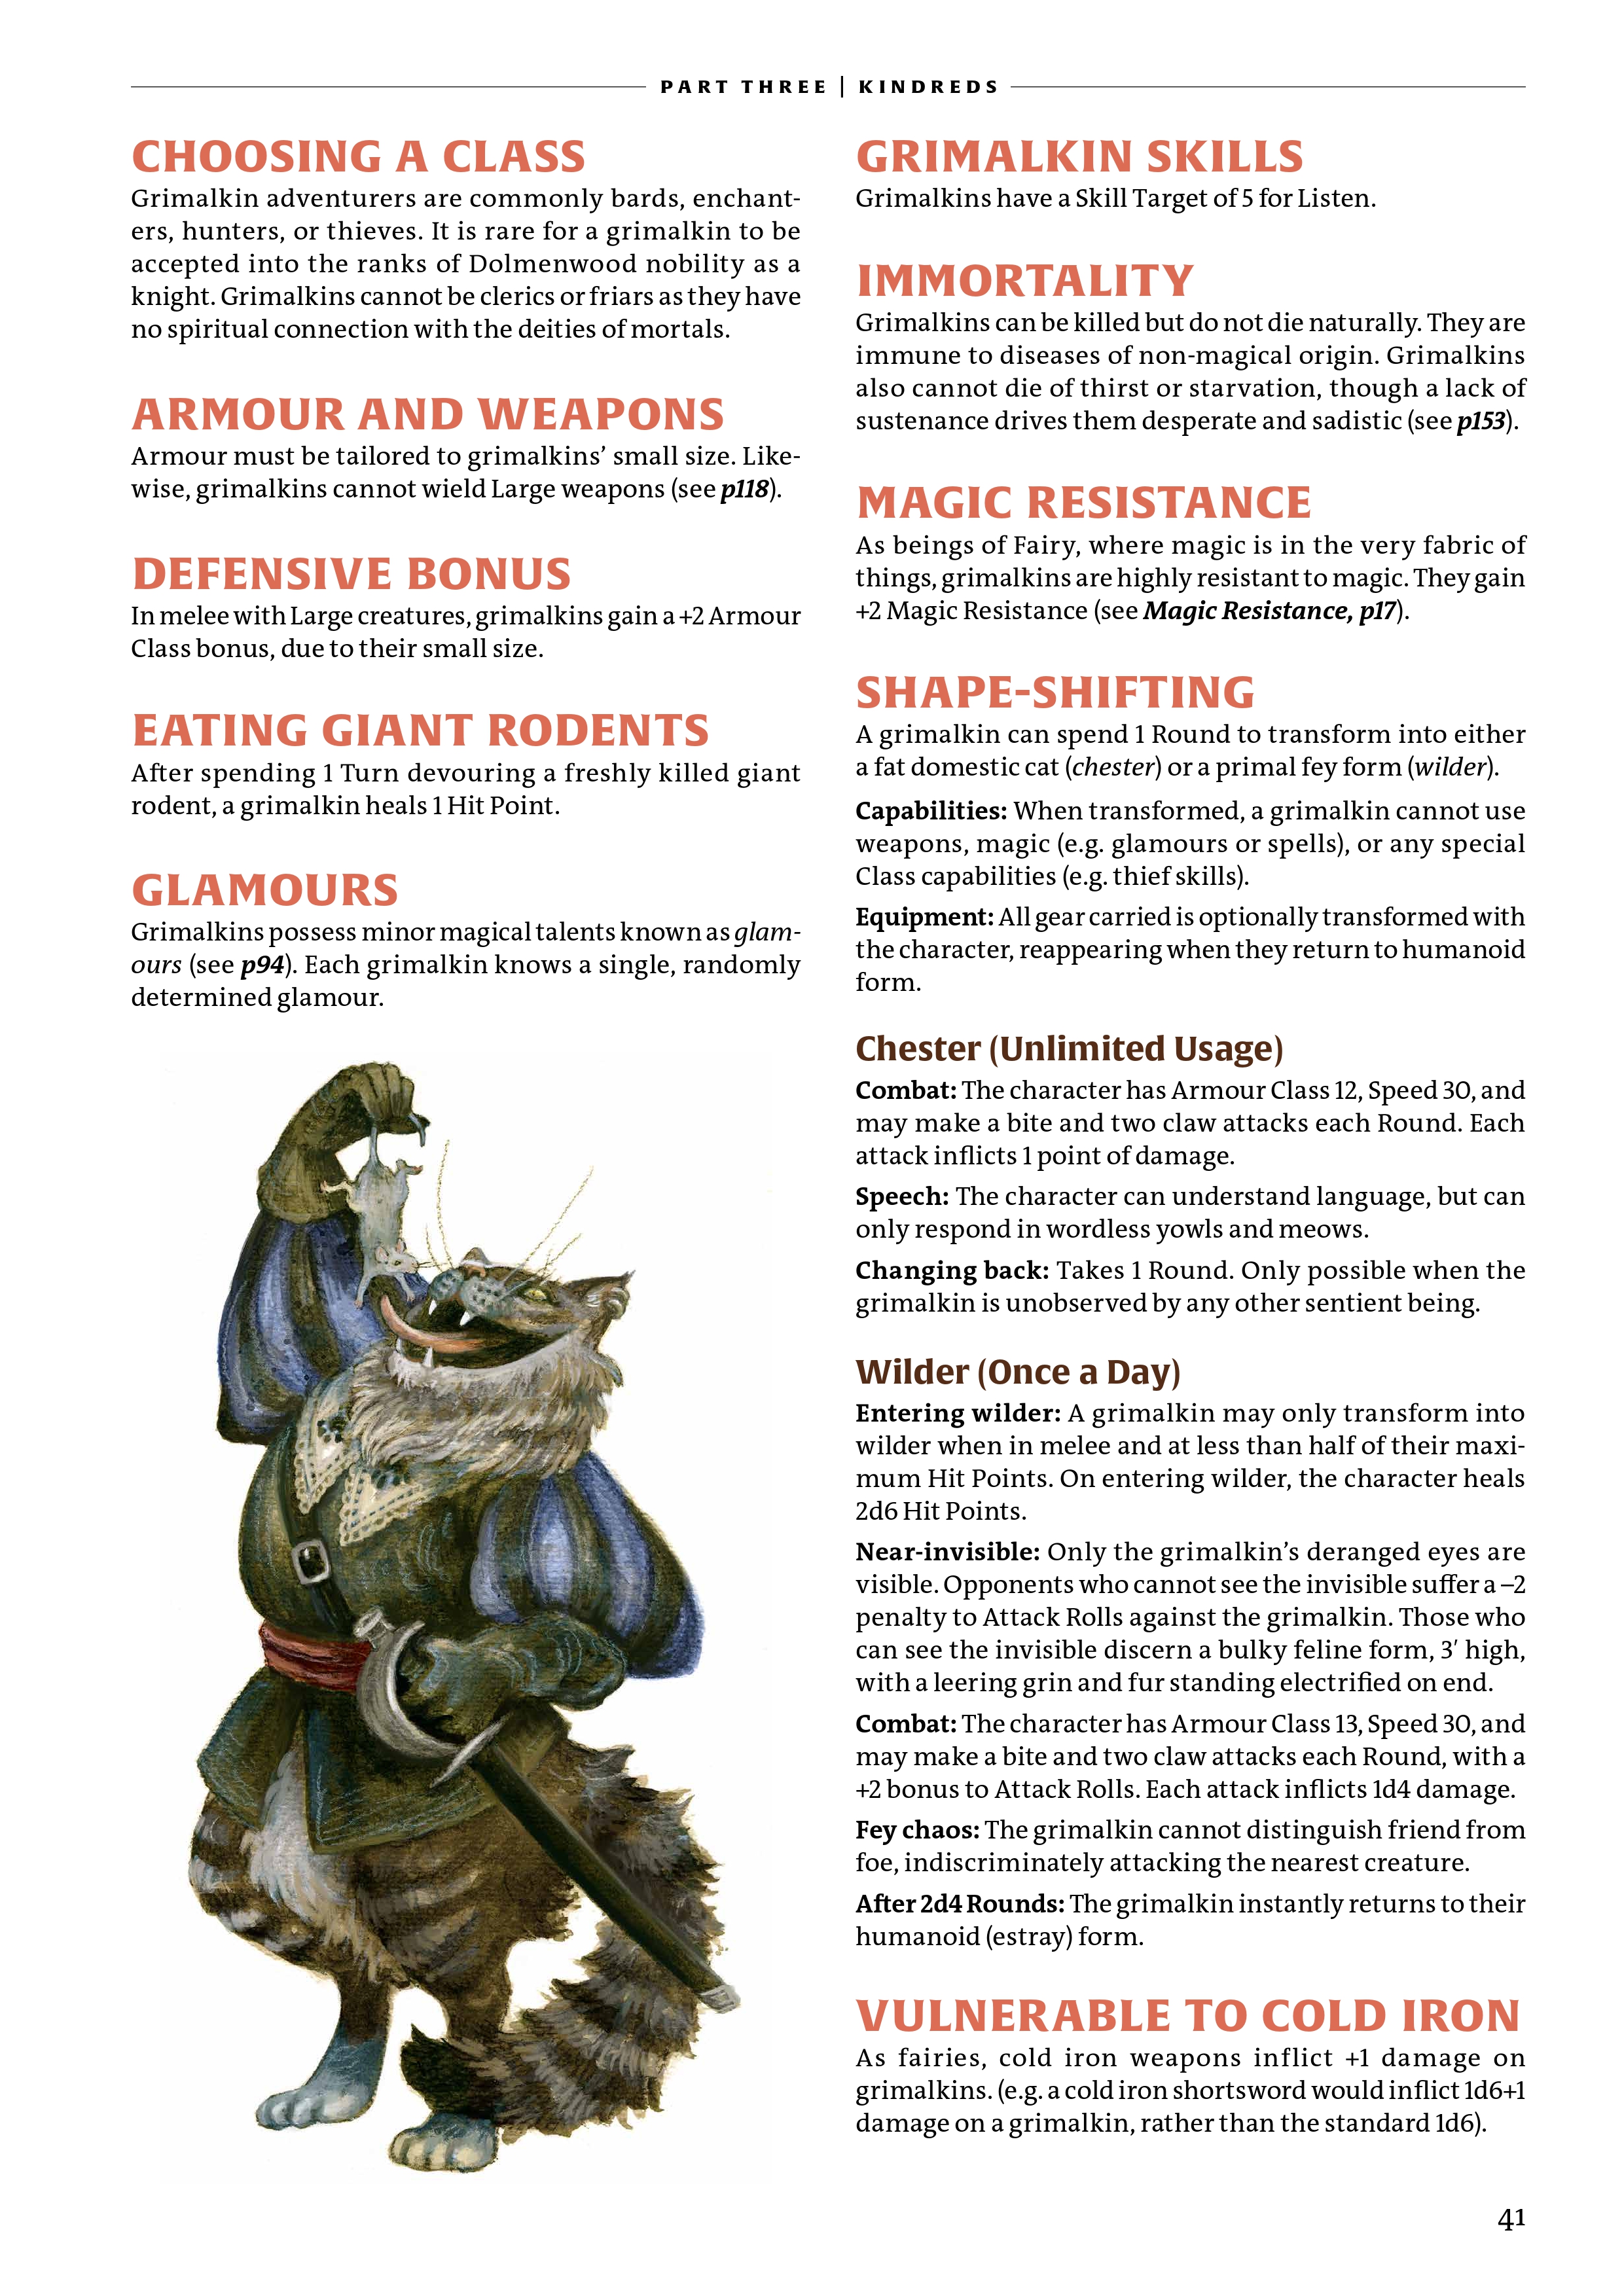 PART THREE | KINDREDS
CHOOSING A CLASS
Grimalkin adventurers are commonly bards, enchant-
ers, hunters, or thieves. It is rare for a grimalkin to be
accepted into the ranks of Dolmenwood nobility as a
knight. Grimalkins cannot be clerics or friars as they have
no spiritual connection with the deities of mortals.
ARMOUR AND WEAPONS
Armour must be tailored to grimalkins’ small size. Like-
wise, grimalkins cannot wield Large weapons (see p118).
DEFENSIVE BONUS
In melee with Large creatures, grimalkins gain a +2 Armour
Class bonus, due to their small size.
EATING GIANT RODENTS
After spending 1 Turn devouring a freshly killed giant
rodent, a grimalkin heals 1 Hit Point.
GLAMOURS
Grimalkins possess minor magical talents known as glam-
ours (see p94). Each grimalkin knows a single, randomly
determined glamour.
GRIMALKIN SKILLS
Grimalkins have a Skill Target of 5 for Listen.
IMMORTALITY
Grimalkins can be killed but do not die naturally. They are
immune to diseases of non-magical origin. Grimalkins
also cannot die of thirst or starvation, though a lack of
sustenance drives them desperate and sadistic (see p153).
MAGIC RESISTANCE
As beings of Fairy, where magic is in the very fabric of
things, grimalkins are highly resistant to magic. They gain
+2 Magic Resistance (see Magic Resistance, p17).
SHAPE-SHIFTING
A grimalkin can spend 1 Round to transform into either
a fat domestic cat (chester) or a primal fey form (wilder).
Capabilities: When transformed, a grimalkin cannot use
weapons, magic (e.g. glamours or spells), or any special
Class capabilities (e.g. thief skills).
Equipment: All gear carried is optionally transformed with
the character, reappearing when they return to humanoid
form.
Chester (Unlimited Usage)
Combat: The character has Armour Class 12, Speed 30, and
may make a bite and two claw attacks each Round. Each
attack inflicts 1 point of damage.
Speech: The character can understand language, but can
only respond in wordless yowls and meows.
Changing back: Takes 1 Round. Only possible when the
grimalkin is unobserved by any other sentient being.
Wilder (Once a Day)
Entering wilder: A grimalkin may only transform into
wilder when in melee and at less than half of their maxi-
mum Hit Points. On entering wilder, the character heals
2d6 Hit Points.
Near-invisible: Only the grimalkin’s deranged eyes are
visible. Opponents who cannot see the invisible suffer a –2
penalty to Attack Rolls against the grimalkin. Those who
can see the invisible discern a bulky feline form, 3′ high,
with a leering grin and fur standing electrified on end.
Combat: The character has Armour Class 13, Speed 30, and
may make a bite and two claw attacks each Round, with a
+2 bonus to Attack Rolls. Each attack inflicts 1d4 damage.
Fey chaos: The grimalkin cannot distinguish friend from
foe, indiscriminately attacking the nearest creature.
After 2d4 Rounds: The grimalkin instantly returns to their
humanoid (estray) form.
VULNERABLE TO COLD IRON
As fairies, cold iron weapons inflict +1 damage on
grimalkins. (e.g. a cold iron shortsword would inflict 1d6+1
damage on a grimalkin, rather than the standard 1d6).
41